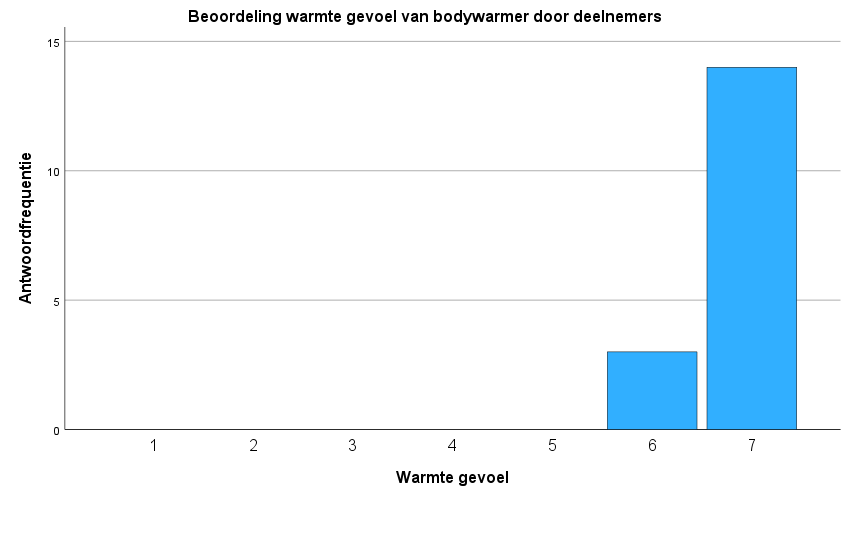 Beoordeling warmte gevoel van bodywarmer door deelnemers
Antwoordfrequentie
15
10
5
0
1 2 3 4 5 6 7
Warmte gevoel